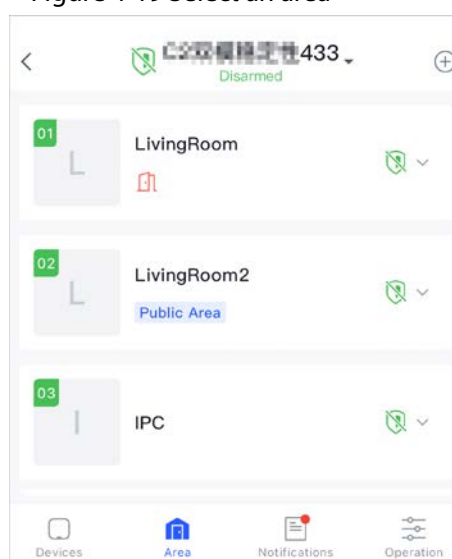 Figure 4-19 Select an area
433
Disarmed
01
L
LivingRoom
02
L
LivingRoom2
Public Area
03
I
IPC
Devices
Area
Notifications
Operation